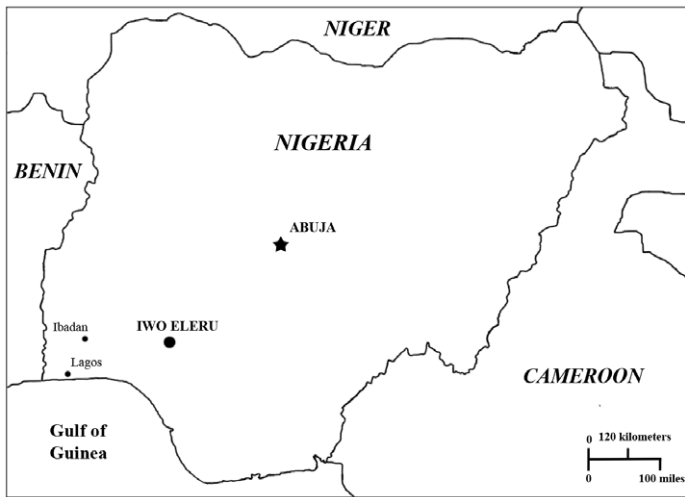 NIGER
NIGERIA
BENIN
ABUJA
Ibadan
IWO ELERU
Lagos
CAMEROON
Gulf of
Guinea
0 120 kilometers
0 100 miles